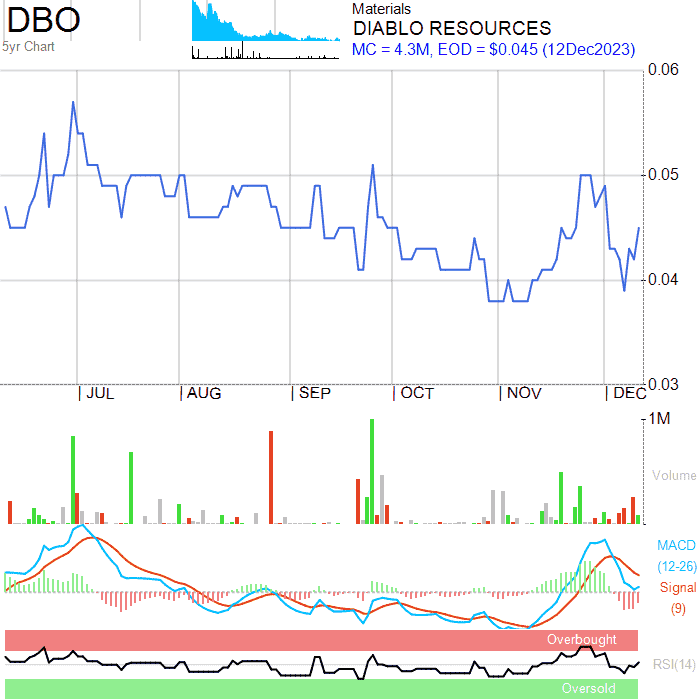 DBO
5yr Chart
Materials
DIABLO RESOURCES
MC = 4.3M, EOD = $0.045 (12Dec2023)
0.06
0.05
0.04
0.03
JUL
AUG
SEP
OCT
NOV
DEC
1M
Volume
MACD
(12-26)
Signal
(9)
Overbought
RSI(14)
Oversold